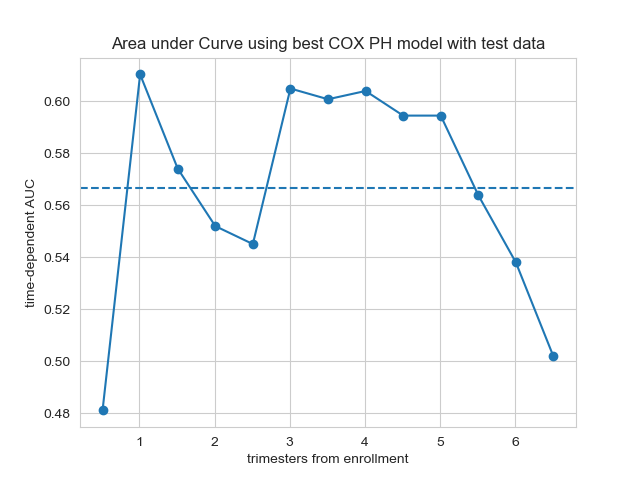 Area under Curve using best COX PH model with test data
time-dependent AUC
0.60
0.58
0.56
0.54
0.52
0.50
0.48
1 2 3 4 5 6
trimesters from enrollment